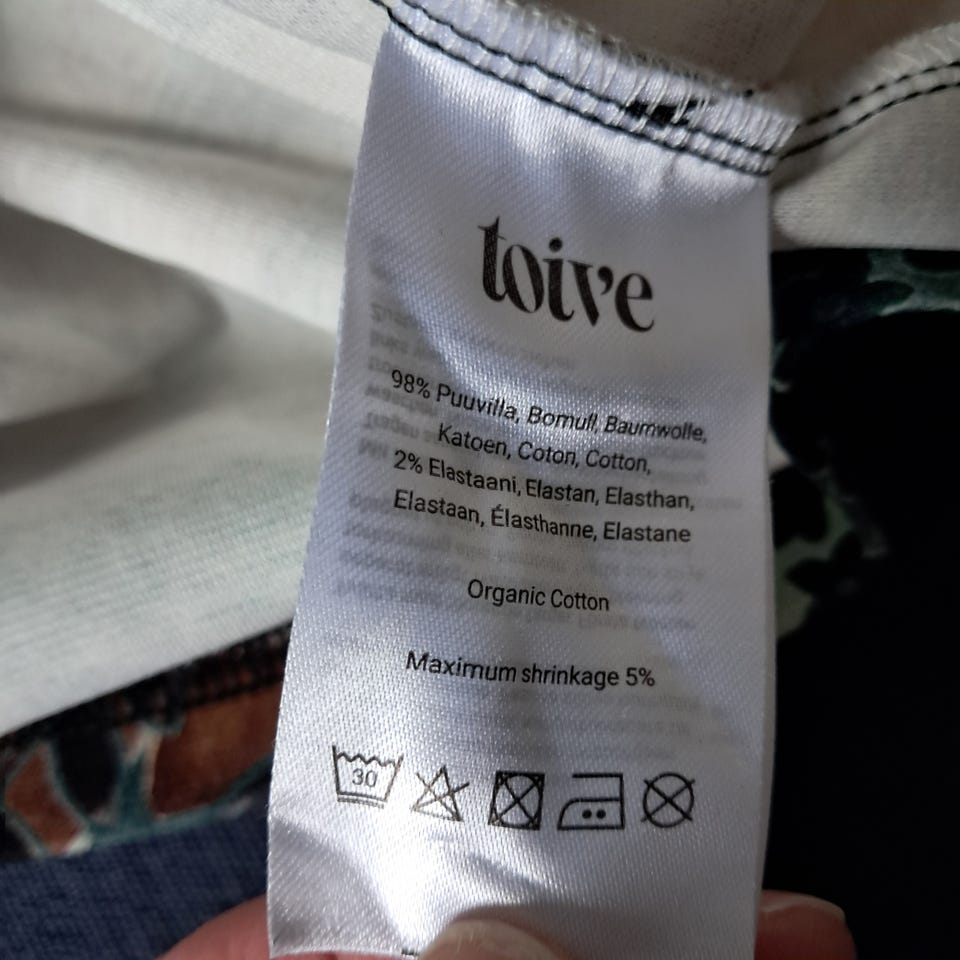 toive
98% Puuvilla, Bomull, Baumwolle,
Katoen, Coton, Cotton,
2% Elastaani, Elastan, Elasthan,
Elastaan, Élasthanne, Elastane
Organic Cotton
Maximum shrinkage 5%
30